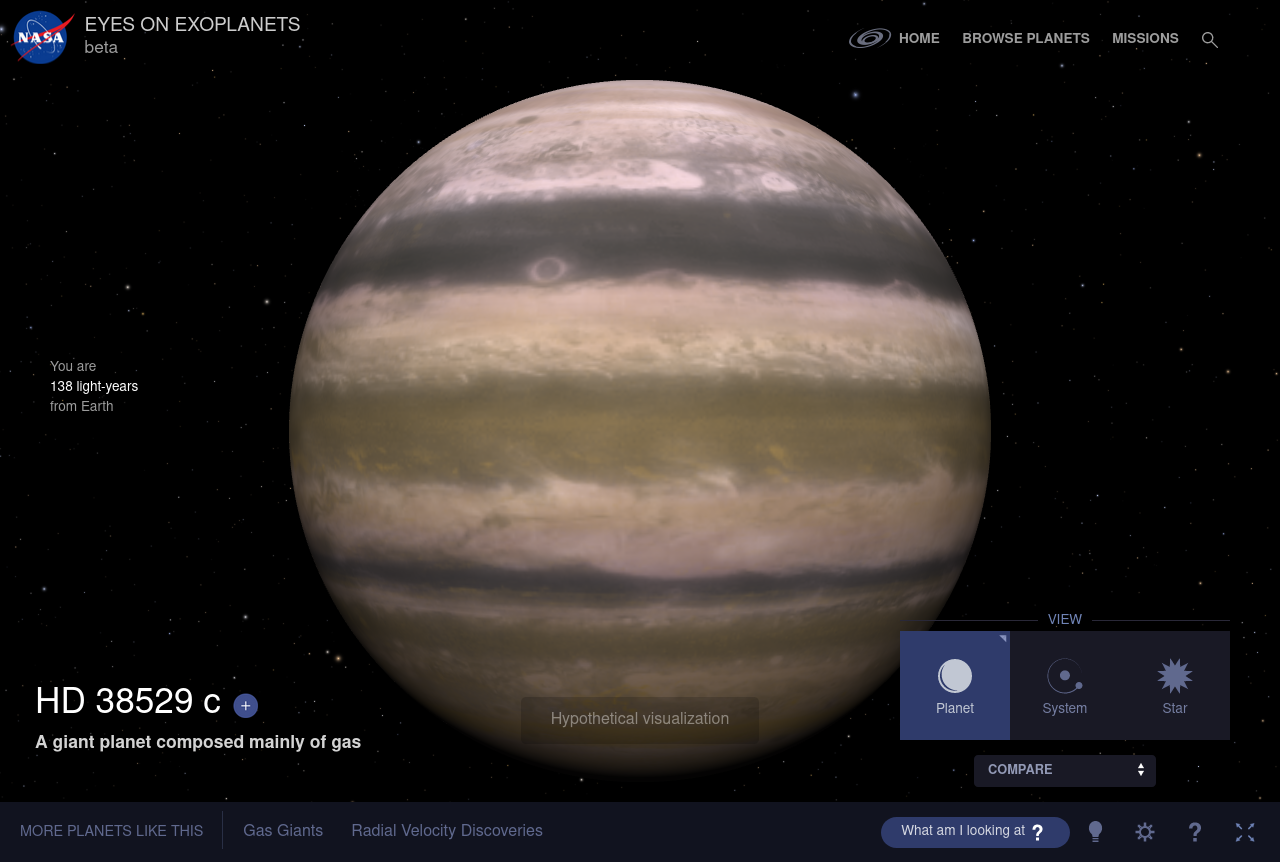 NASA
EYES ON EXOPLANETS
beta
HOME
BROWSE PLANETS
MISSIONS
You are
138 light-years
from Earth
HD 38529 c +
A giant planet composed mainly of gas
Hypothetical visualization
VIEW
Planet
System
Star
COMPARE
MORE PLANETS LIKE THIS
Gas Giants
Radial Velocity Discoveries
What am I looking at ?
?